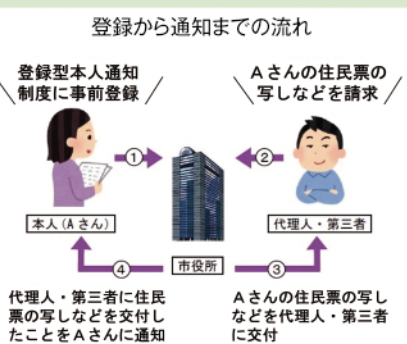 登録から通知までの流れ
登録型本人通知
制度に事前登録
Aさんの住民票の
写しなどを請求
①
②
本人(Aさん)
代理人・第三者
市役所
④
③
代理人・第三者に住民
票の写しなどを交付し
たことをAさんに通知
Aさんの住民票の写し
などを代理人・第三者
に交付